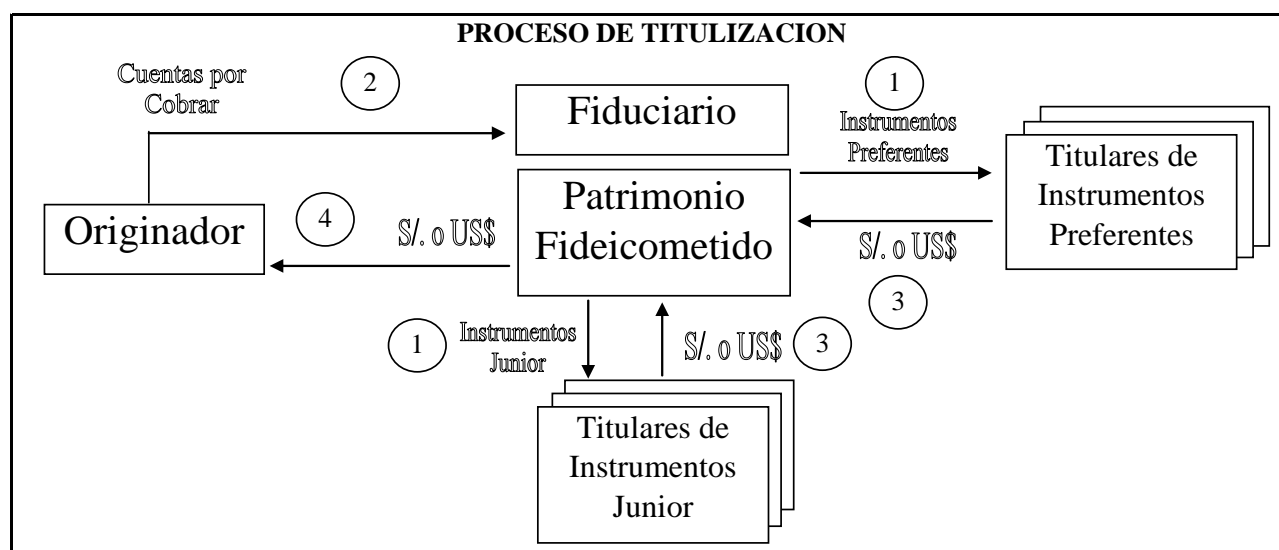 PROCESO DE TITULIZACION
Cuentas por
Cobrar
2
Fiduciario
1
Instrumentos
Preferentes
Titulares de
Instrumentos
Preferentes
Originador
4
S/. o US$
Patrimonio
Fideicometido
S/. o US$
3
1
Instrumentos
Junior
S/. o US$
3
Titulares de
Instrumentos
Junior